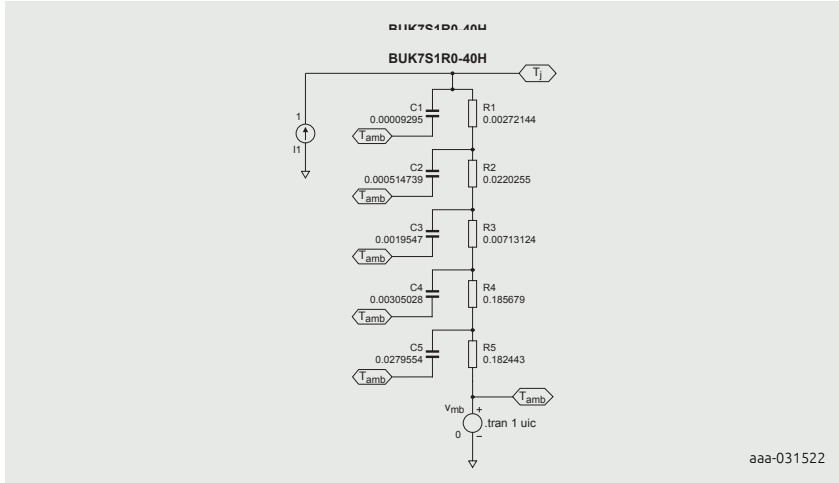 BUK7S1R0-40H
BUK7S1R0-40H
Tj
C1
0.00009295
R1
0.00272144
1
I1
Tamb
C2
0.000514739
R2
0.0220255
Tamb
C3
0.0019547
R3
0.00713124
Tamb
C4
0.00305028
R4
0.185679
Tamb
C5
0.0279554
R5
0.182443
Tamb
Tamb
vmb
+
.tran 1 uic
0
–
aaa-031522